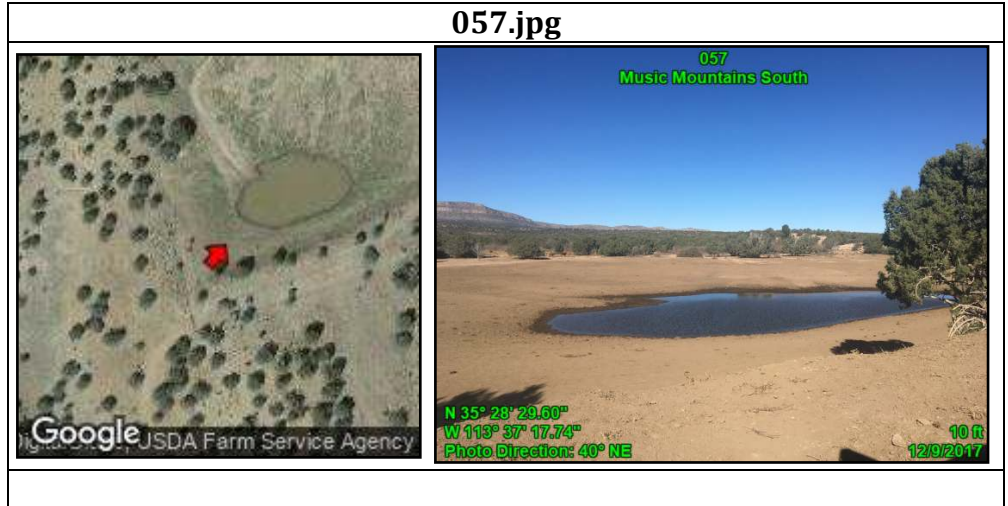 057.jpg
Google
USDA Farm Service Agency
057
Music Mountains South
N 35° 28' 29.60"
W 113° 37' 17.74"
Photo Direction: 40° NE
10 ft
12/9/2017